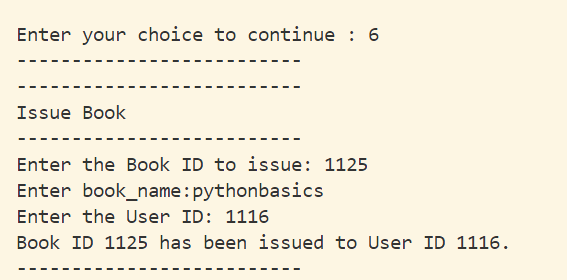 Enter your choice to continue : 6
--------------------------
--------------------------
Issue Book
--------------------------
Enter the Book ID to issue: 1125
Enter book_name:pythonbasics
Enter the User ID: 1116
Book ID 1125 has been issued to User ID 1116.
--------------------------